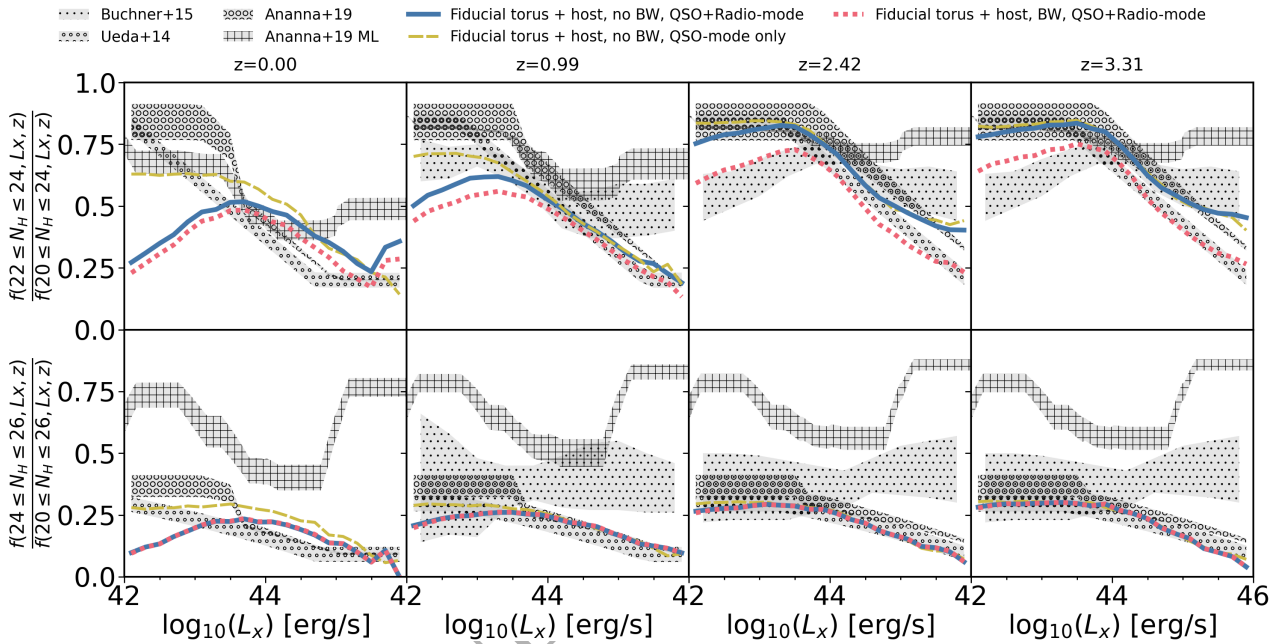 Buchner+15
Ueda+14
Ananna+19
Ananna+19 ML
Fiducial torus + host, no BW, QSO+Radio-mode
Fiducial torus + host, no BW, QSO-mode only
Fiducial torus + host, BW, QSO+Radio-mode
z=0.00 z=0.99 z=2.42 z=3.31
f(22 ≤ N_H ≤ 24, Lx, z)
f(20 ≤ N_H ≤ 24, Lx, z)
1.0
0.75
0.5
0.25
0.0
f(24 ≤ N_H ≤ 26, Lx, z)
f(20 ≤ N_H ≤ 26, Lx, z)
0.75
0.5
0.25
0.0
42 44 42 44 42 44 42 44 46
log10(Lx) [erg/s] log10(Lx) [erg/s] log10(Lx) [erg/s] log10(Lx) [erg/s]